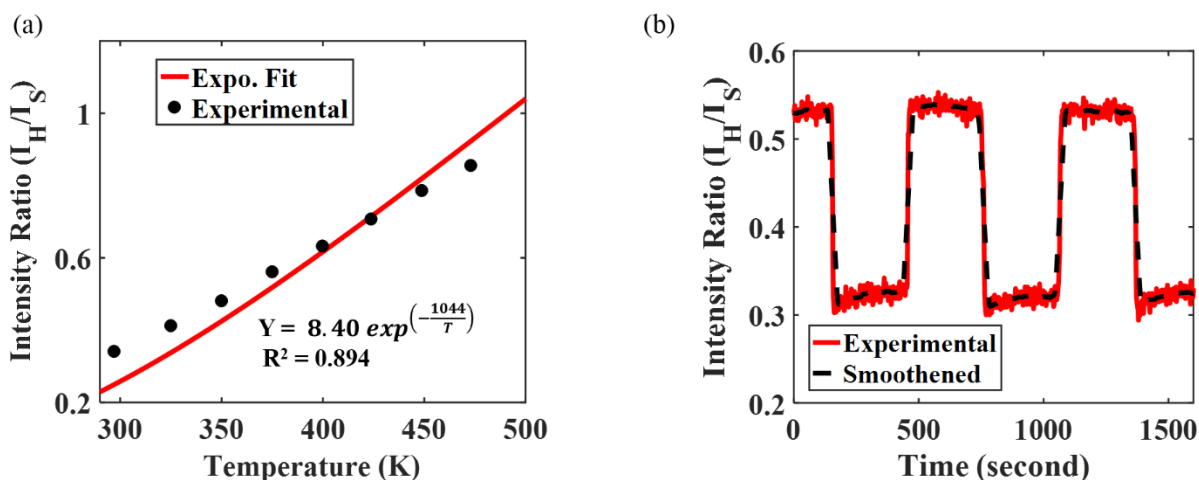 (a)
Intensity Ratio (I_H/I_S)
1
0.6
0.2
Expo. Fit
Experimental
Y = 8.40 exp^(-1044/T)
R² = 0.894
300 350 400 450 500
Temperature (K)
(b)
Intensity Ratio (I_H/I_S)
0.6
0.5
0.4
0.3
0.2
Experimental
Smoothened
0 500 1000 1500
Time (second)